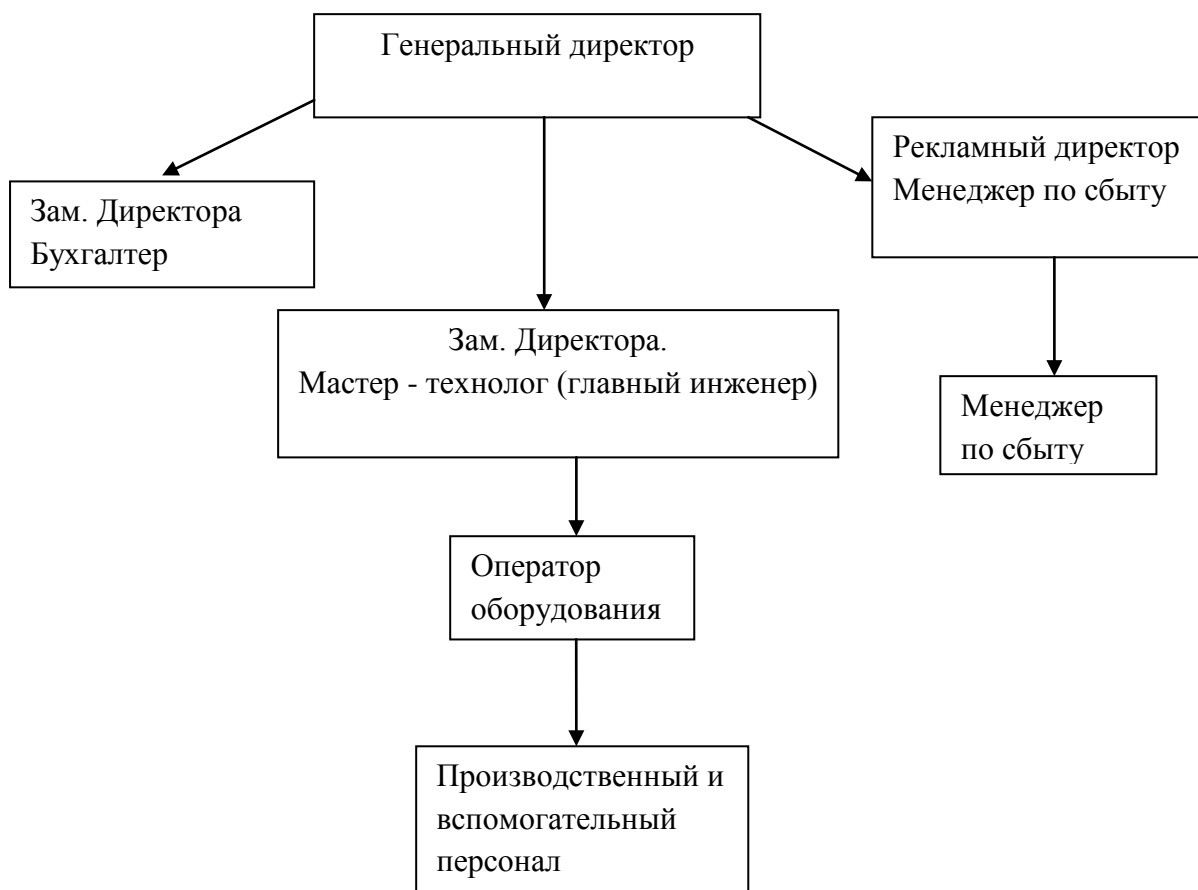 Генеральный директор
Рекламный директор
Менеджер по сбыту
Зам. Директора
Бухгалтер
Зам. Директора.
Мастер - технолог (главный инженер)
Менеджер
по сбыту
Оператор
оборудования
Производственный и
вспомогательный
персонал